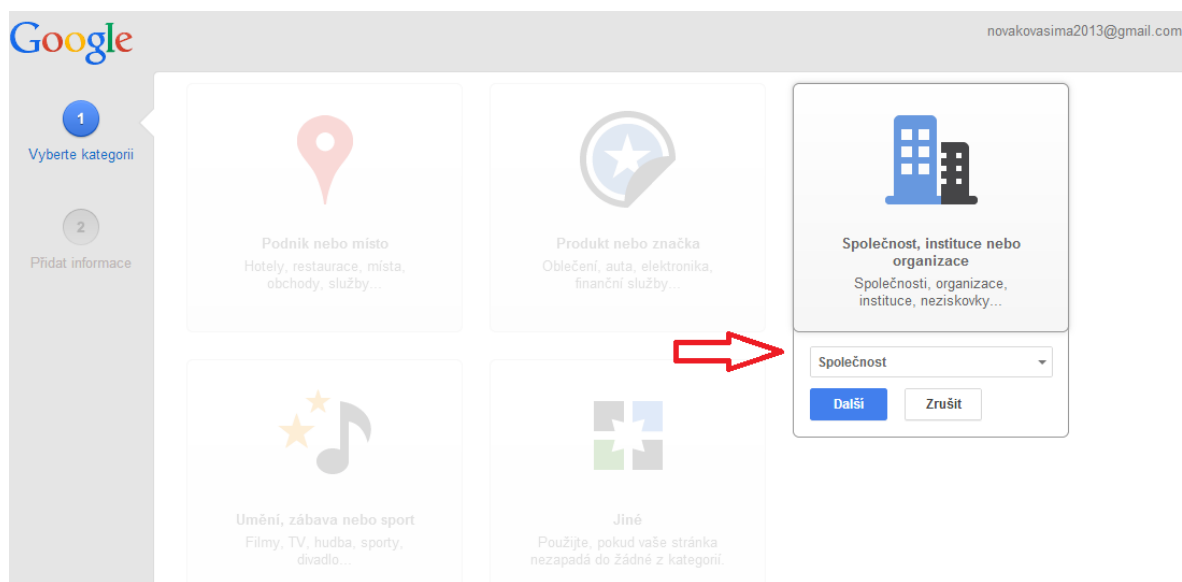 Google
novakovasima2013@gmail.com
1
Vyberte kategorii
2
Přidat informace
Podnik nebo místo
Hotely, restaurace, místa,
obchody, služby...
Produkt nebo značka
Oblečení, auta, elektronika,
finanční služby...
Společnost, instituce nebo
organizace
Společnosti, organizace,
instituce, neziskovky...
Společnost
Další
Zrušit
Umění, zábava nebo sport
Filmy, TV, hudba, sporty,
divadlo...
Jiné
Použijte, pokud vaše stránka
nezapadá do žádné z kategorií.